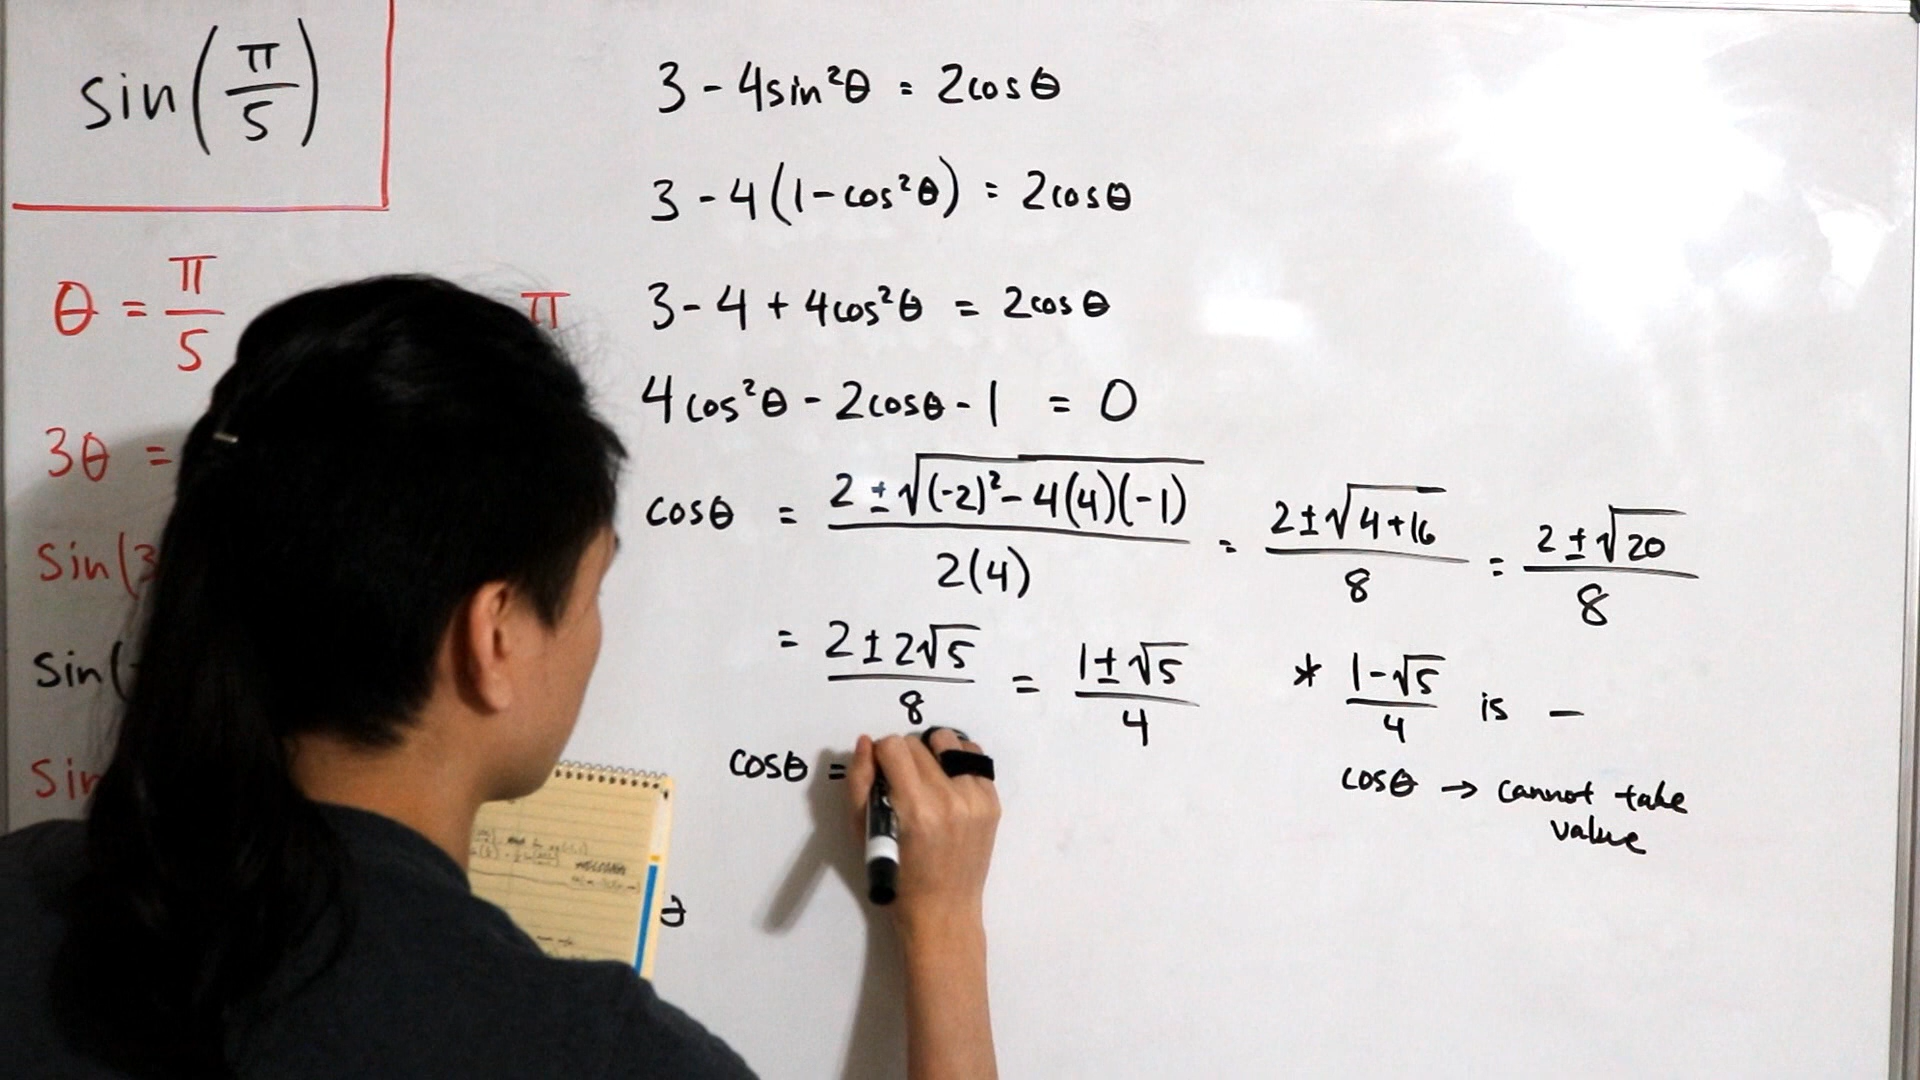 sin(π/5)
θ = π/5
π
3θ =
sin(3
sin(
sin
3 - 4sin²θ = 2cosθ
3 - 4(1-cos²θ) = 2cosθ
3 - 4 + 4cos²θ = 2cosθ
4cos²θ - 2cosθ - 1 = 0
cosθ = (2 ± √((-2)² - 4(4)(-1)))/(2(4)) = (2 ± √(4+16))/8 = (2 ± √20)/8
= (2 ± 2√5)/8 = (1 ± √5)/4
cosθ =
* (1-√5)/4 is −
cosθ → cannot take
value